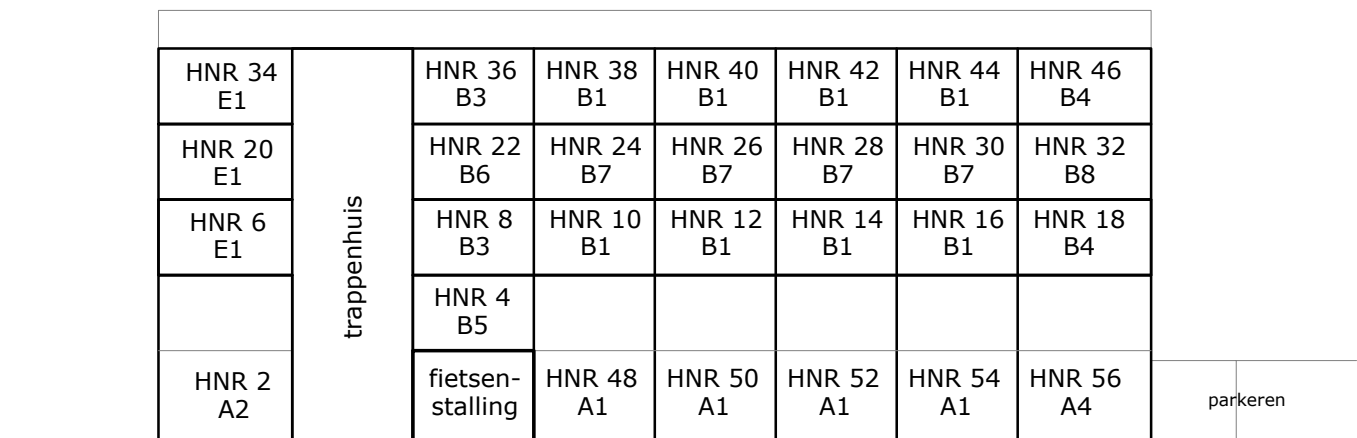 HNR 34
E1
HNR 36
B3
HNR 38
B1
HNR 40
B1
HNR 42
B1
HNR 44
B1
HNR 46
B4
HNR 20
E1
HNR 22
B6
HNR 24
B7
HNR 26
B7
HNR 28
B7
HNR 30
B7
HNR 32
B8
HNR 6
E1
trappenhuis
HNR 8
B3
HNR 10
B1
HNR 12
B1
HNR 14
B1
HNR 16
B1
HNR 18
B4
HNR 4
B5
HNR 2
A2
fietsen-
stalling
HNR 48
A1
HNR 50
A1
HNR 52
A1
HNR 54
A1
HNR 56
A4
parkeren